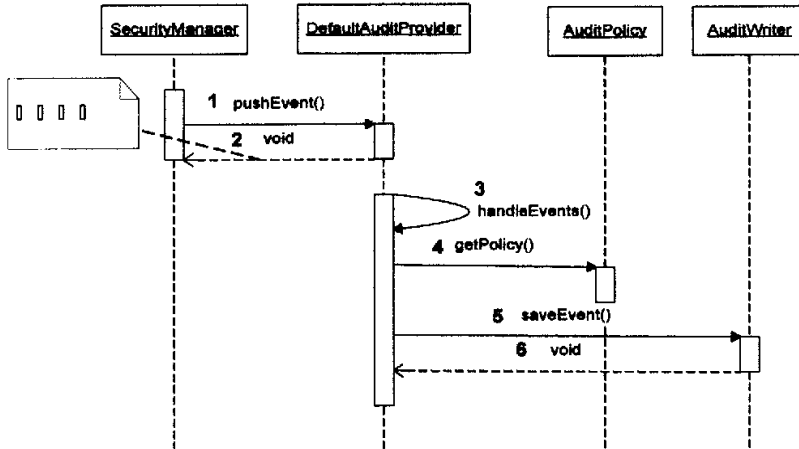 SecurityManager
DefaultAuditProvider
AuditPolicy
AuditWriter
1 pushEvent()
2 void
3
handleEvents()
4 getPolicy()
5 saveEvent()
6 void